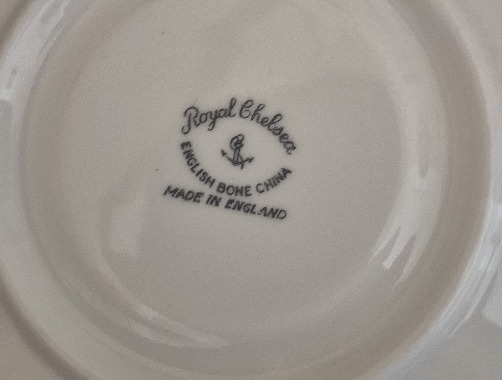 Royal Chelsea
ENGLISH BONE CHINA
MADE IN ENGLAND